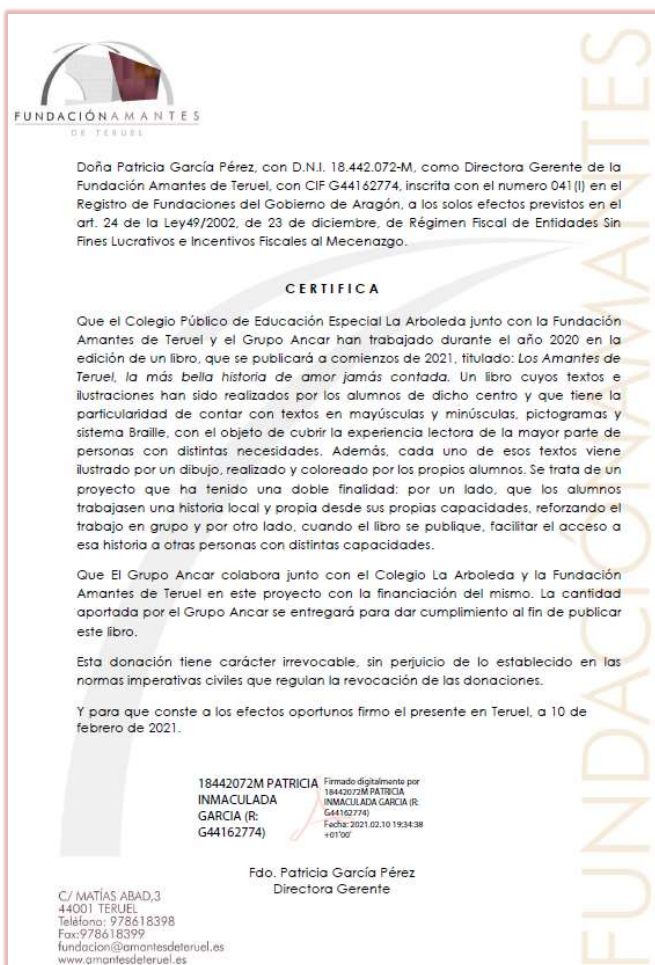 FUNDACIÓNAMANTES
DE TERUEL
Doña Patricia García Pérez, con D.N.I. 18.442.072-M, como Directora Gerente de la
Fundación Amantes de Teruel, con CIF G44162774, inscrita con el numero 041(I) en el
Registro de Fundaciones del Gobierno de Aragón, a los solos efectos previstos en el
art. 24 de la Ley49/2002, de 23 de diciembre, de Régimen Fiscal de Entidades Sin
Fines Lucrativos e Incentivos Fiscales al Mecenazgo.
CERTIFICA
Que el Colegio Público de Educación Especial La Arboleda junto con la Fundación
Amantes de Teruel y el Grupo Ancar han trabajado durante el año 2020 en la
edición de un libro, que se publicará a comienzos de 2021, titulado: Los Amantes de
Teruel, la más bella historia de amor jamás contada. Un libro cuyos textos e
ilustraciones han sido realizados por los alumnos de dicho centro y que tiene la
particularidad de contar con textos en mayúsculas y minúsculas, pictogramas y
sistema Braille, con el objeto de cubrir la experiencia lectora de la mayor parte de
personas con distintas necesidades. Además, cada uno de esos textos viene
ilustrado por un dibujo, realizado y coloreado por los propios alumnos. Se trata de un
proyecto que ha tenido una doble finalidad: por un lado, que los alumnos
trabajasen una historia local y propia desde sus propias capacidades, reforzando el
trabajo en grupo y por otro lado, cuando el libro se publique, facilitar el acceso a
esa historia a otras personas con distintas capacidades.
Que El Grupo Ancar colabora junto con el Colegio La Arboleda y la Fundación
Amantes de Teruel en este proyecto con la financiación del mismo. La cantidad
aportada por el Grupo Ancar se entregará para dar cumplimiento al fin de publicar
este libro.
Esta donación tiene carácter irrevocable, sin perjuicio de lo establecido en las
normas imperativas civiles que regulan la revocación de las donaciones.
Y para que conste a los efectos oportunos firmo el presente en Teruel, a 10 de
febrero de 2021.
18442072M PATRICIA
INMACULADA
GARCIA (R:
G44162774)
Firmado digitalmente por
18442072M PATRICIA
INMACULADA GARCIA (R:
G44162774)
Fecha: 2021.02.10 19:34:38
+01'00'
Fdo. Patricia García Pérez
Directora Gerente
C/ MATÍAS ABAD,3
44001 TERUEL
Teléfono: 978618398
Fax:978618399
fundacion@amantesdeteruel.es
www.amantesdeteruel.es
FUNDACIÓNAMANTES